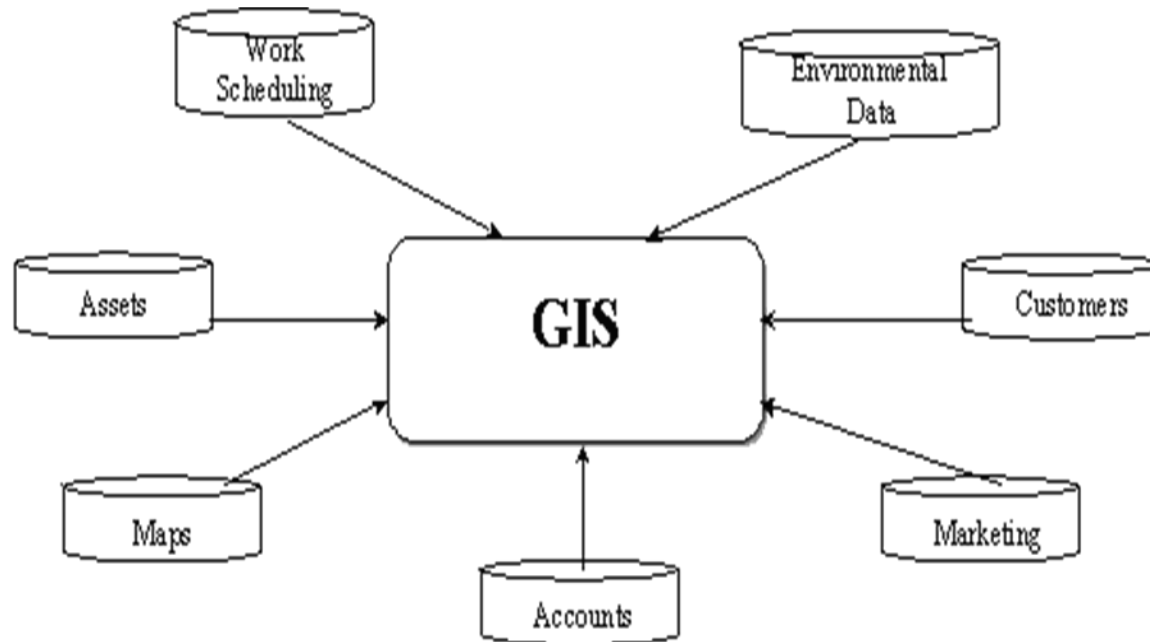 Work
Scheduling
Environmental
Data
Assets
GIS
Customers
Maps
Marketing
Accounts